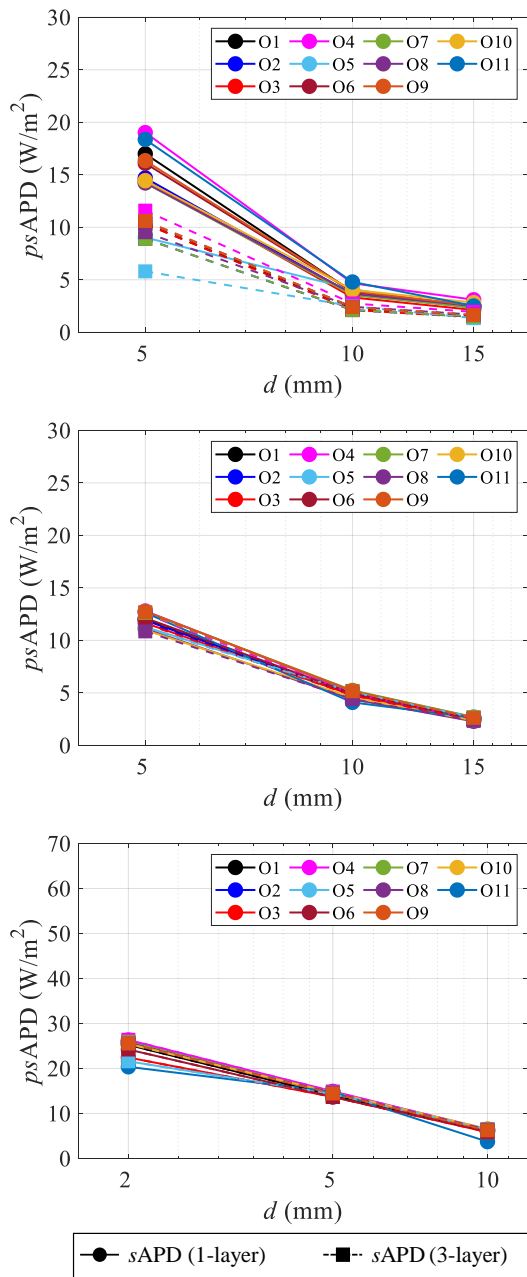 30
25
20
15
10
5
0
psAPD (W/m²)
O1 O4 O7 O10
O2 O5 O8 O11
O3 O6 O9
5 10 15
d (mm)
30
25
20
15
10
5
0
psAPD (W/m²)
O1 O4 O7 O10
O2 O5 O8 O11
O3 O6 O9
5 10 15
d (mm)
70
60
50
40
30
20
10
0
psAPD (W/m²)
O1 O4 O7 O10
O2 O5 O8 O11
O3 O6 O9
2 5 10
d (mm)
sAPD (1-layer) sAPD (3-layer)